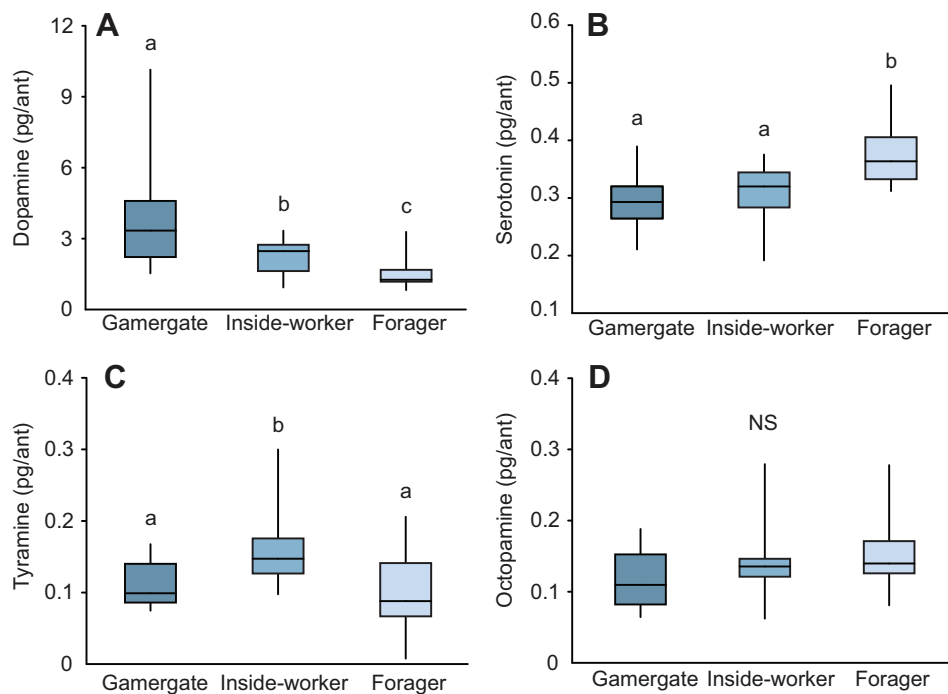 A
Dopamine (pg/ant)
12
9
6
3
0
a
b
c
Gamergate
Inside-worker
Forager
B
Serotonin (pg/ant)
0.6
0.5
0.4
0.3
0.2
0.1
a
a
b
Gamergate
Inside-worker
Forager
C
Tyramine (pg/ant)
0.4
0.3
0.2
0.1
0
a
b
a
Gamergate
Inside-worker
Forager
D
Octopamine (pg/ant)
0.4
0.3
0.2
0.1
0
NS
Gamergate
Inside-worker
Forager